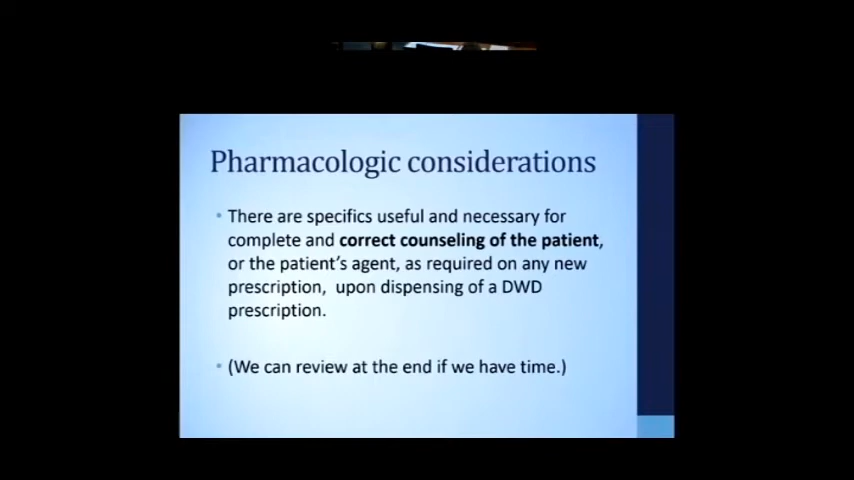 Pharmacologic considerations
• There are specifics useful and necessary for
complete and correct counseling of the patient,
or the patient's agent, as required on any new
prescription, upon dispensing of a DWD
prescription.
• (We can review at the end if we have time.)